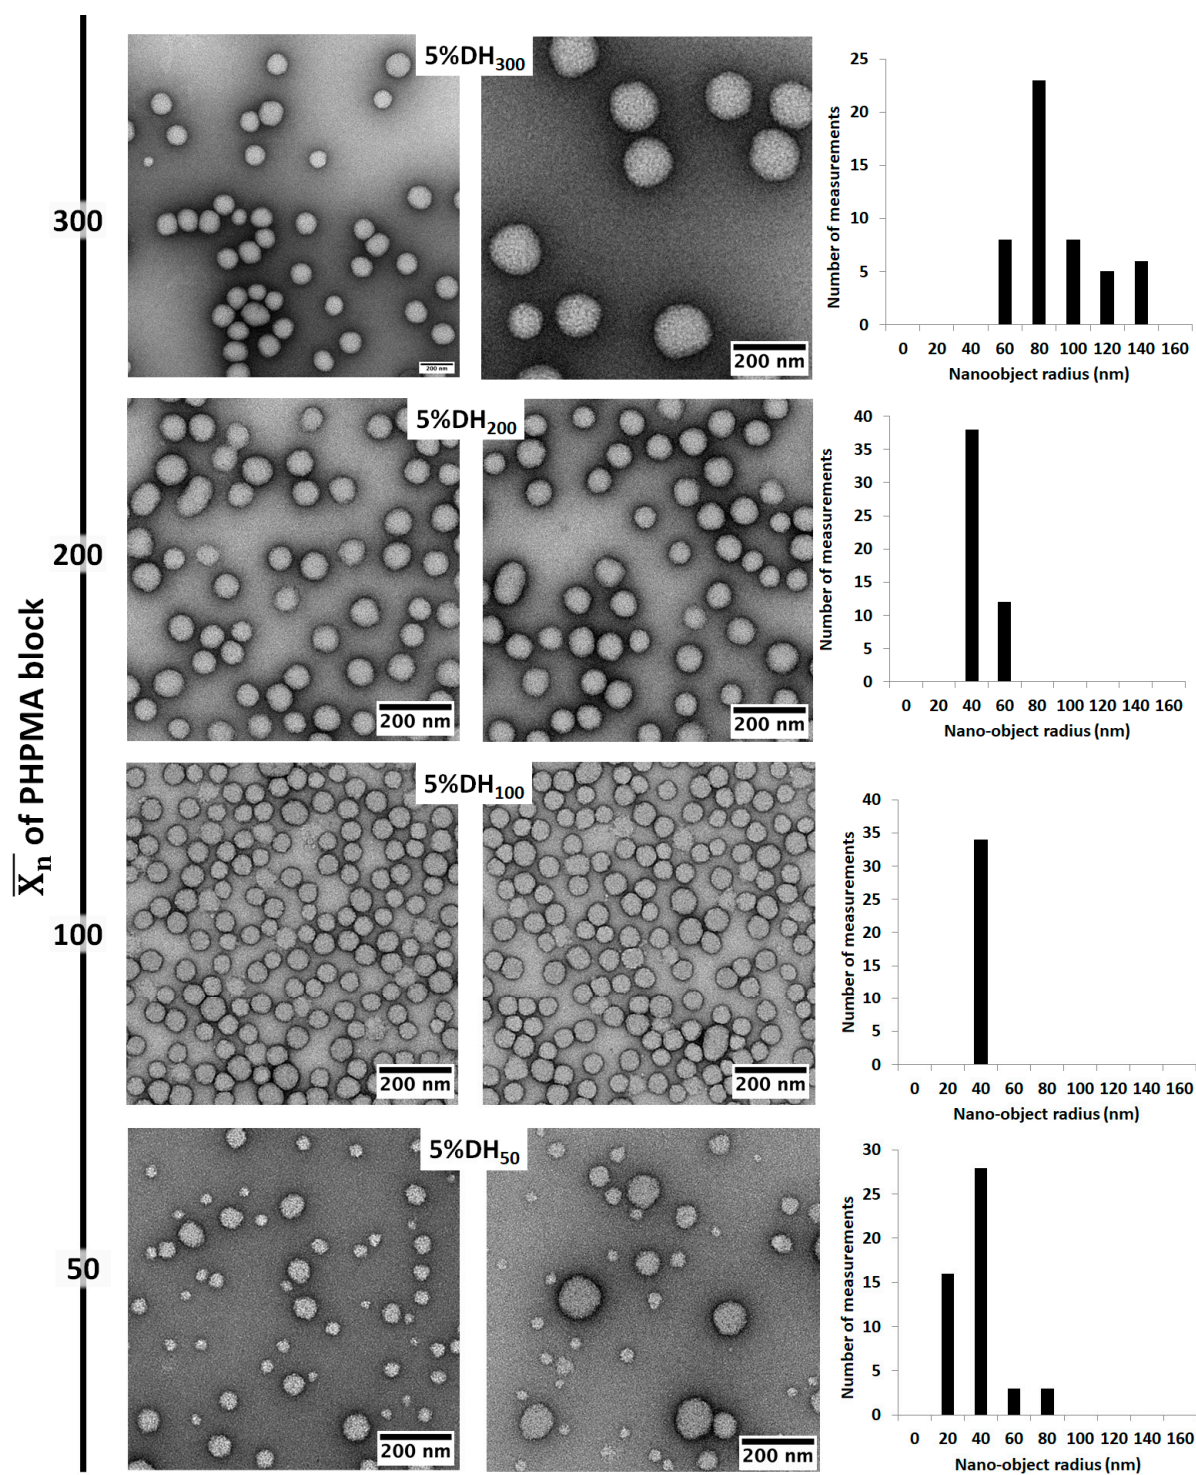 X̅n of PHPMA block
300
5%DH300
200 nm
200 nm
Number of measurements
25
20
15
10
5
0
0 20 40 60 80 100 120 140 160
Nanoobject radius (nm)
200
5%DH200
200 nm
200 nm
Number of measurements
40
35
30
25
20
15
10
5
0
0 20 40 60 80 100 120 140 160
Nano-object radius (nm)
100
5%DH100
200 nm
200 nm
Number of measurements
40
35
30
25
20
15
10
5
0
0 20 40 60 80 100 120 140 160
Nano-object radius (nm)
50
5%DH50
200 nm
200 nm
Number of measurements
30
25
20
15
10
5
0
0 20 40 60 80 100 120 140 160
Nano-object radius (nm)